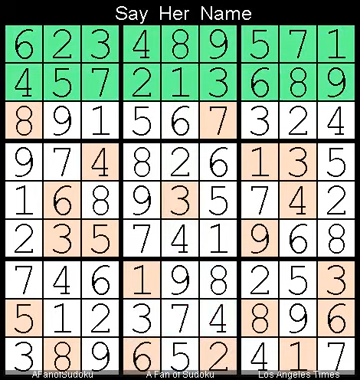 Say Her Name
6 2 3 4 8 9 5 7 1
4 5 7 2 1 3 6 8 9
8 9 1 5 6 7 3 2 4
9 7 4 8 2 6 1 3 5
1 6 8 9 3 5 7 4 2
2 3 5 7 4 1 9 6 8
7 4 6 1 9 8 2 5 3
5 1 2 3 7 4 8 9 6
3 8 9 6 5 2 4 1 7
AFanofSudoku A Fan of Sudoku Los Angeles Times